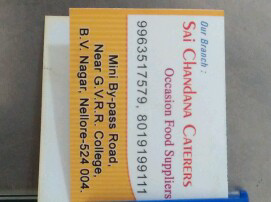 Our Branch :
SAI CHANDANA CATERERS
Occasion Food Suppliers
9963517579, 8019199111
Mini By-pass Road,
Near G.V.R.R. College,
B.V. Nagar, Nellore-524 004.